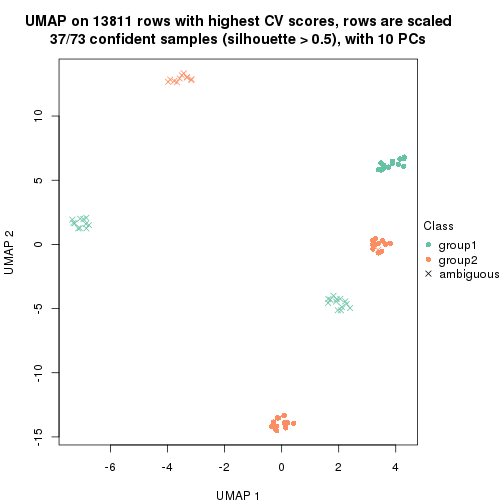 UMAP on 13811 rows with highest CV scores, rows are scaled
37/73 confident samples (silhouette > 0.5), with 10 PCs
10
5
0
-5
-10
-15
UMAP 2
-6
-4
-2
0
2
4
UMAP 1
Class
group1
group2
ambiguous